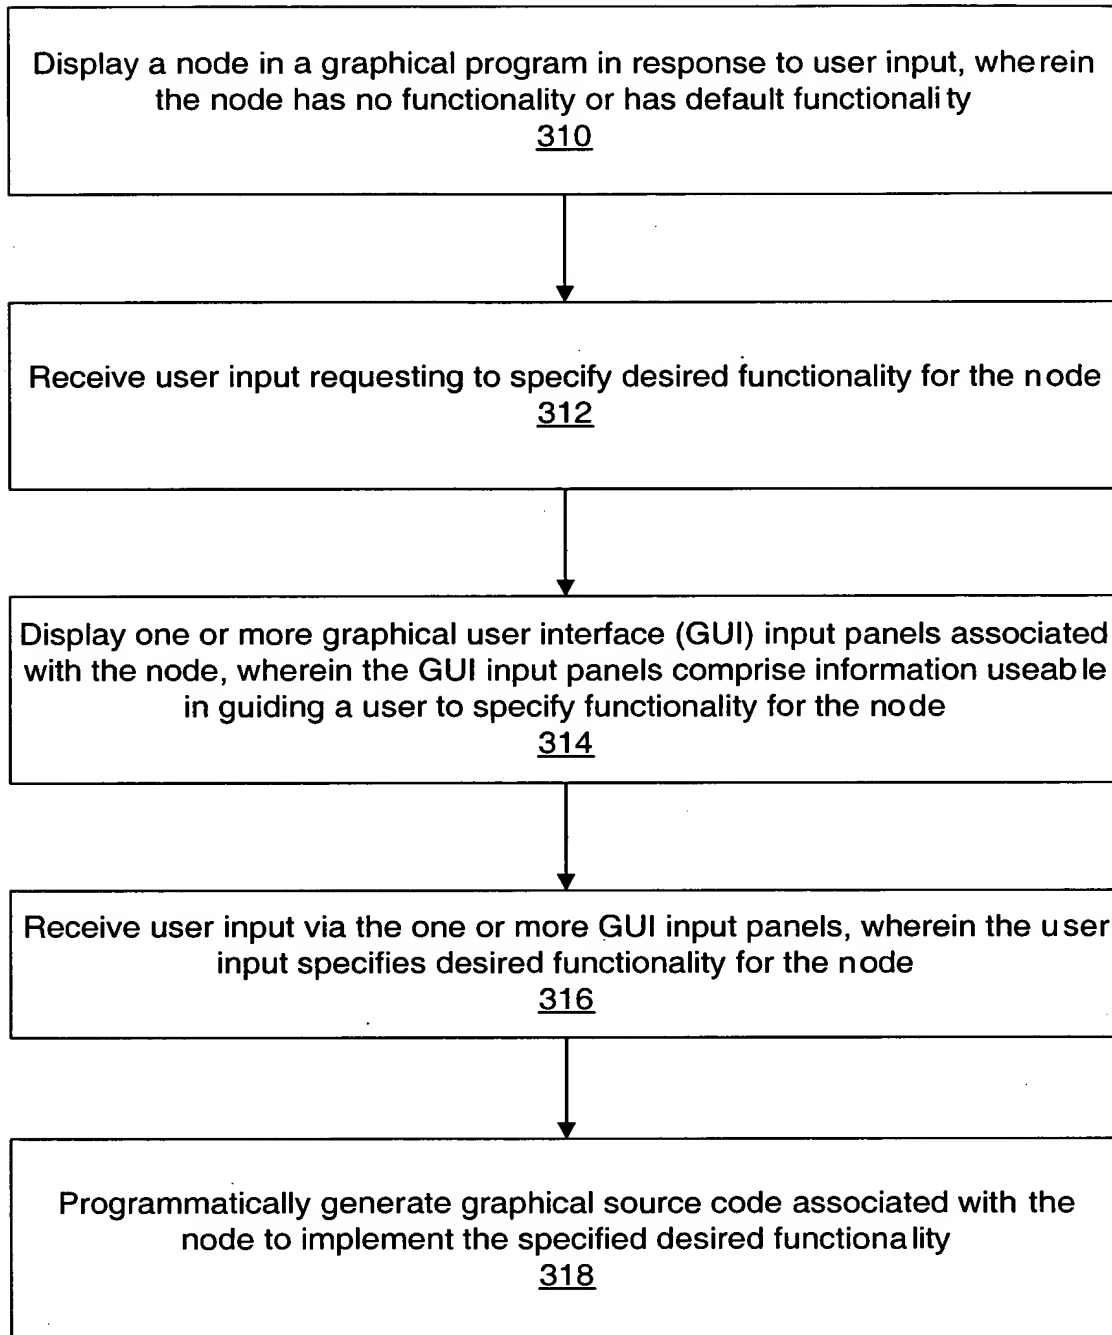 Display a node in a graphical program in response to user input, wherein
the node has no functionality or has default functionality
310
Receive user input requesting to specify desired functionality for the node
312
Display one or more graphical user interface (GUI) input panels associated
with the node, wherein the GUI input panels comprise information useable
in guiding a user to specify functionality for the node
314
Receive user input via the one or more GUI input panels, wherein the user
input specifies desired functionality for the node
316
Programmatically generate graphical source code associated with the
node to implement the specified desired functionality
318